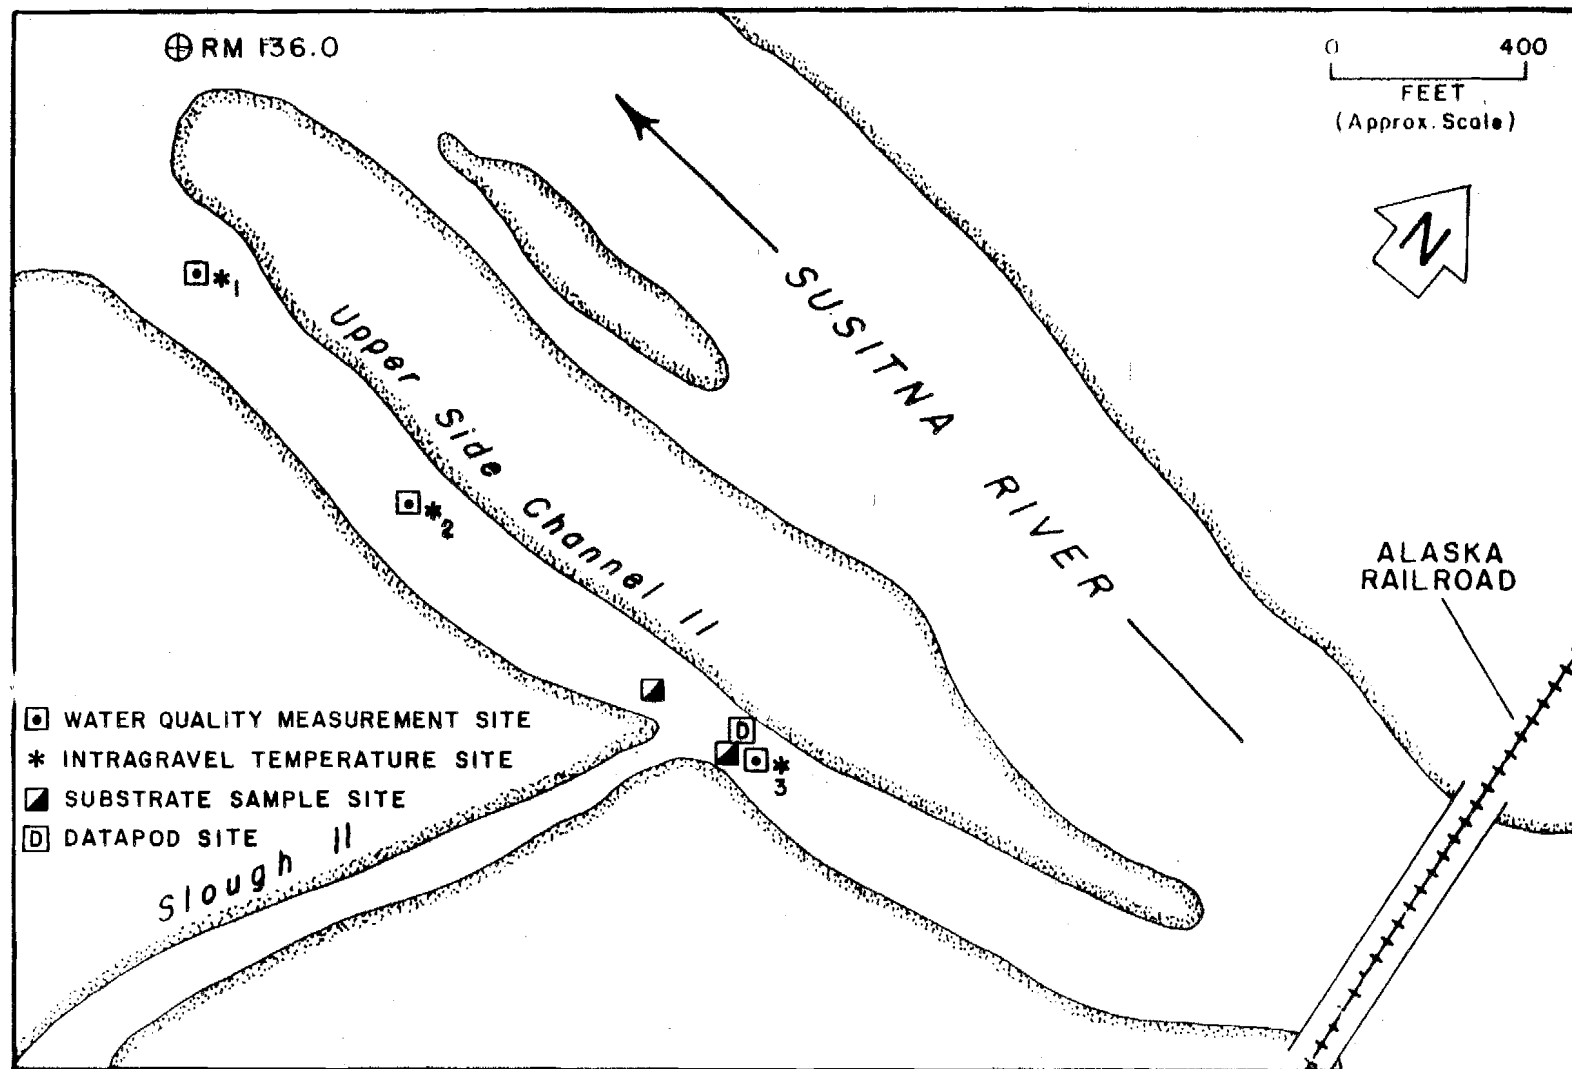 RM 136.0
0 400
FEET
(Approx. Scale)
N
SUSITNA RIVER
Upper Side Channel 11
1
2
3
D
ALASKA
RAILROAD
WATER QUALITY MEASUREMENT SITE
* INTRAGRAVEL TEMPERATURE SITE
SUBSTRATE SAMPLE SITE
D DATAPOD SITE
Slough 11